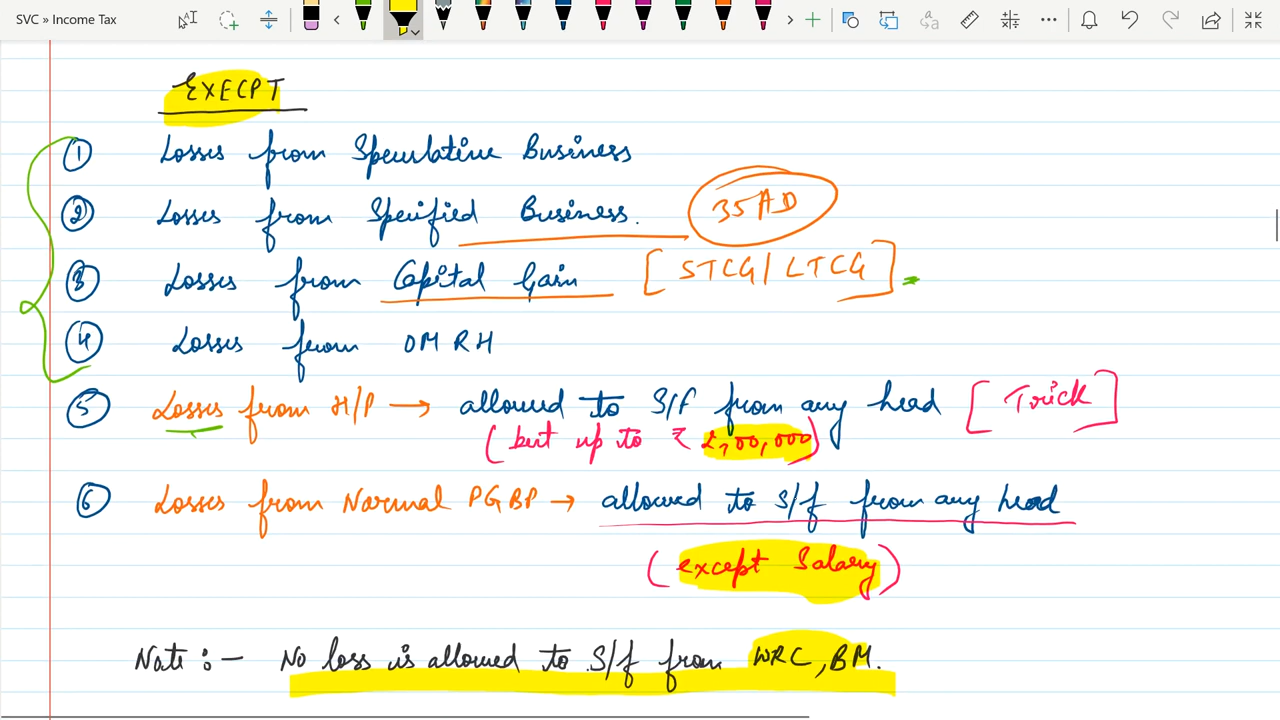 SVC » Income Tax
EXECPT
① Losses from Speculative Business
② Losses from Specified Business. 35AD
③ Losses from Capital Gain [STCG/LTCG]
④ Losses from OMRH
⑤ Losses from H/P → allowed to S/f from any head [Trick]
(but up to ₹ 2,00,000)
⑥ Losses from Normal PGBP → allowed to S/f from any head
(except Salary)
Note :- No loss is allowed to S/f from WRC, BM.